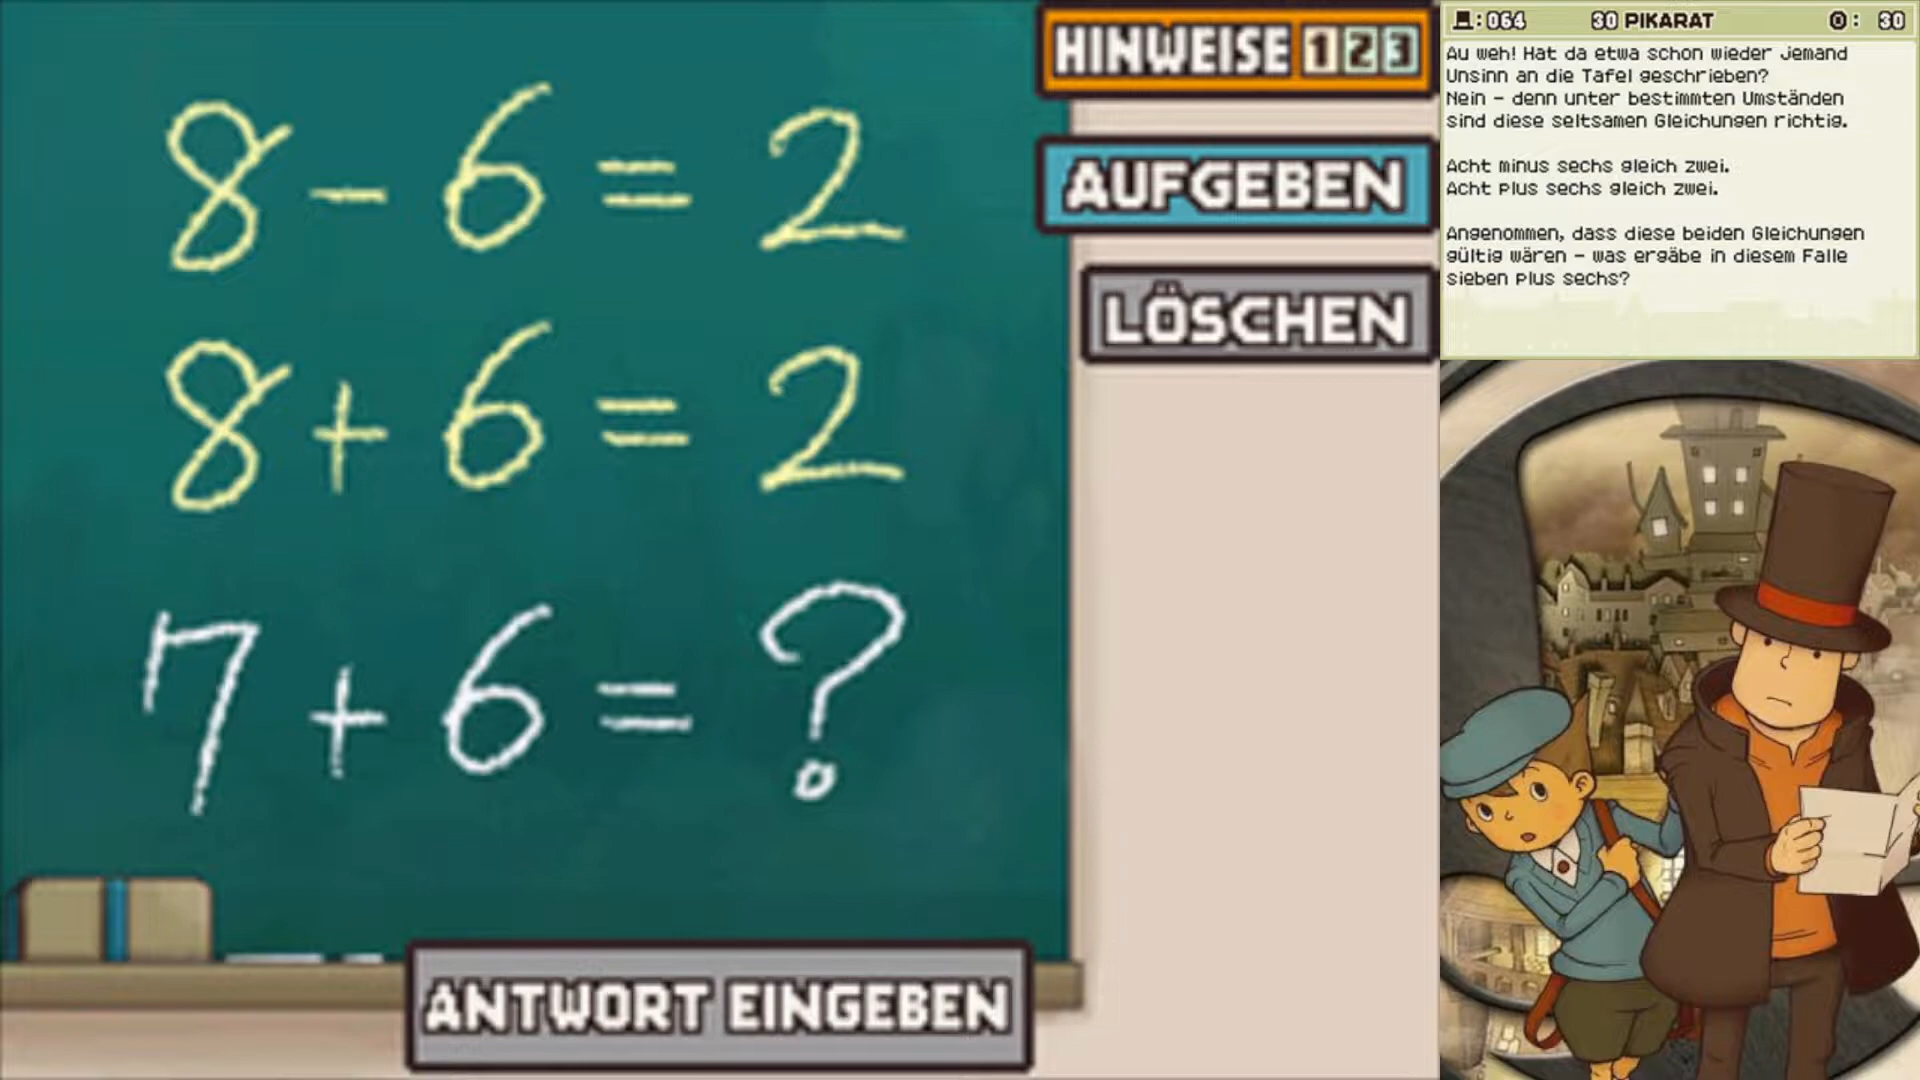 8 - 6 = 2
8 + 6 = 2
7 + 6 = ?
HINWEISE 1 2 3
AUFGEBEN
LÖSCHEN
ANTWORT EINGEBEN
:064 30 PIKARAT : 30
Au weh! Hat da etwa schon wieder jemand
Unsinn an die Tafel geschrieben?
Nein - denn unter bestimmten Umständen
sind diese seltsamen Gleichungen richtig.
Acht minus sechs gleich zwei.
Acht plus sechs gleich zwei.
Angenommen, dass diese beiden Gleichungen
gültig wären - was ergäbe in diesem Falle
sieben plus sechs?